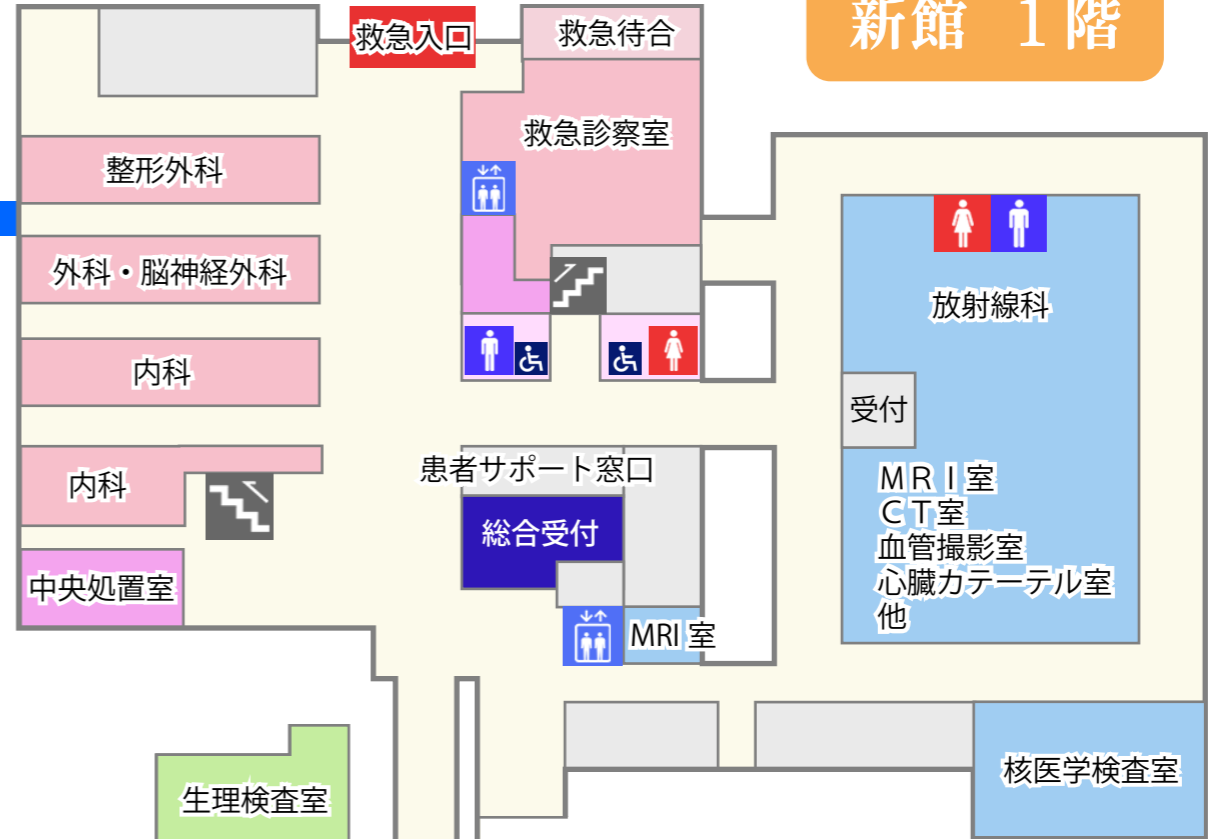 新館 1階
救急入口
救急待合
救急診察室
整形外科
外科・脳神経外科
内科
内科
中央処置室
患者サポート窓口
総合受付
MRI 室
放射線科
受付
ＭＲＩ室
ＣＴ室
血管撮影室
心臓カテーテル室
他
生理検査室
核医学検査室